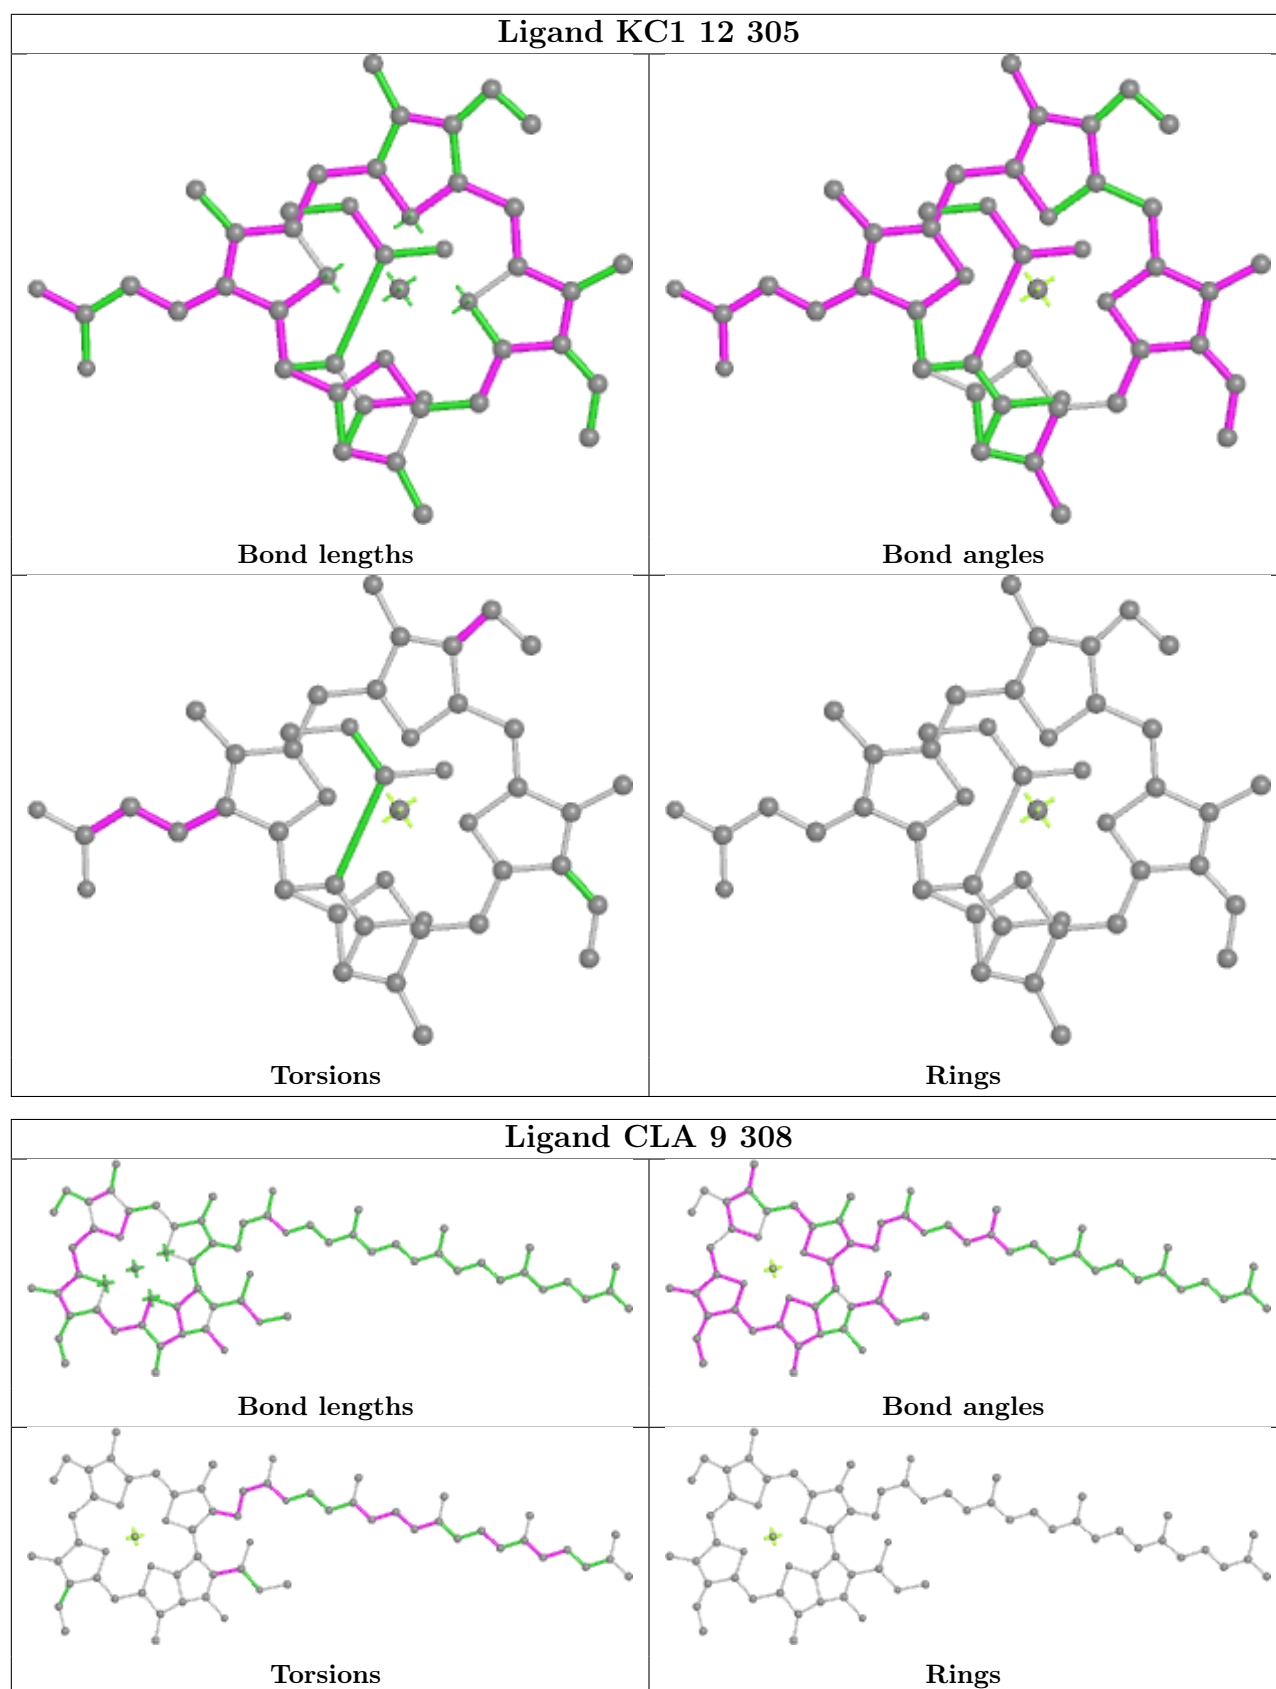 Ligand KC1 12 305
Bond lengths
Bond angles
Torsions
Rings
Ligand CLA 9 308
Bond lengths
Bond angles
Torsions
Rings